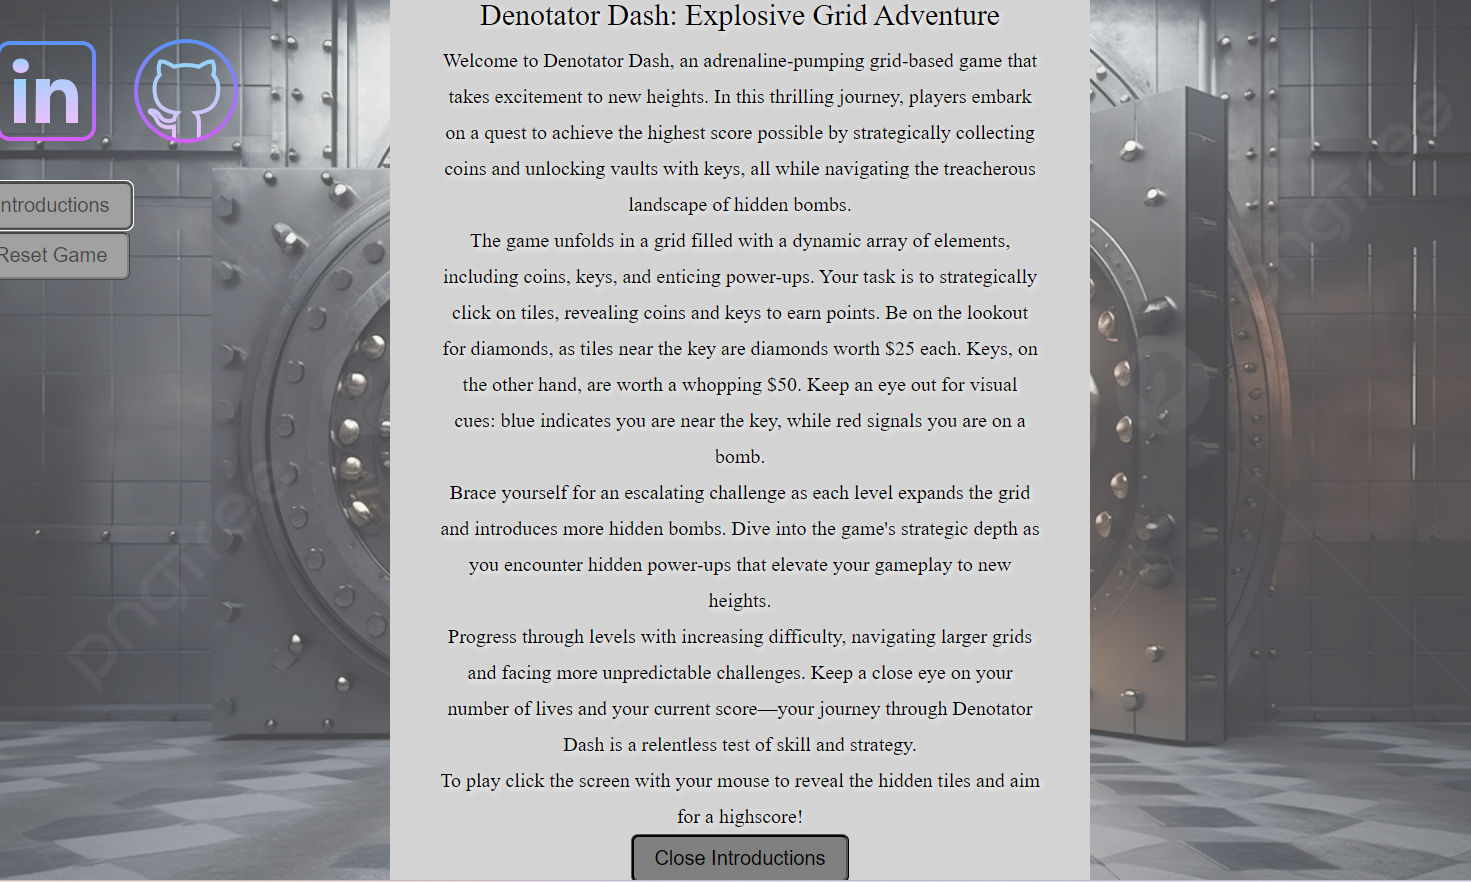 Denotator Dash: Explosive Grid Adventure
in
Welcome to Denotator Dash, an adrenaline-pumping grid-based game that
takes excitement to new heights. In this thrilling journey, players embark
on a quest to achieve the highest score possible by strategically collecting
coins and unlocking vaults with keys, all while navigating the treacherous
landscape of hidden bombs.
ntroductions
Reset Game
The game unfolds in a grid filled with a dynamic array of elements,
including coins, keys, and enticing power-ups. Your task is to strategically
click on tiles, revealing coins and keys to earn points. Be on the lookout
for diamonds, as tiles near the key are diamonds worth $25 each. Keys, on
the other hand, are worth a whopping $50. Keep an eye out for visual
cues: blue indicates you are near the key, while red signals you are on a
bomb.
Brace yourself for an escalating challenge as each level expands the grid
and introduces more hidden bombs. Dive into the game's strategic depth as
you encounter hidden power-ups that elevate your gameplay to new
heights.
Progress through levels with increasing difficulty, navigating larger grids
and facing more unpredictable challenges. Keep a close eye on your
number of lives and your current score—your journey through Denotator
Dash is a relentless test of skill and strategy.
To play click the screen with your mouse to reveal the hidden tiles and aim
for a highscore!
Close Introductions
pngtree
pngtree